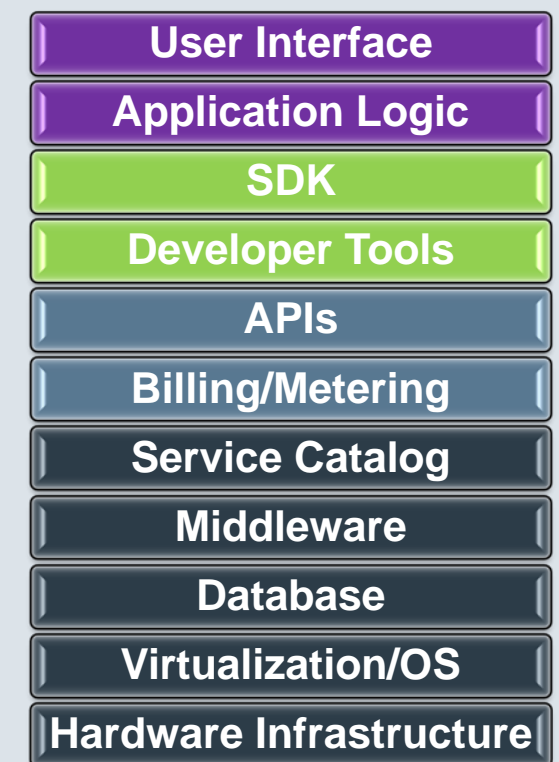 User Interface
Application Logic
SDK
Developer Tools
APIs
Billing/Metering
Service Catalog
Middleware
Database
Virtualization/OS
Hardware Infrastructure